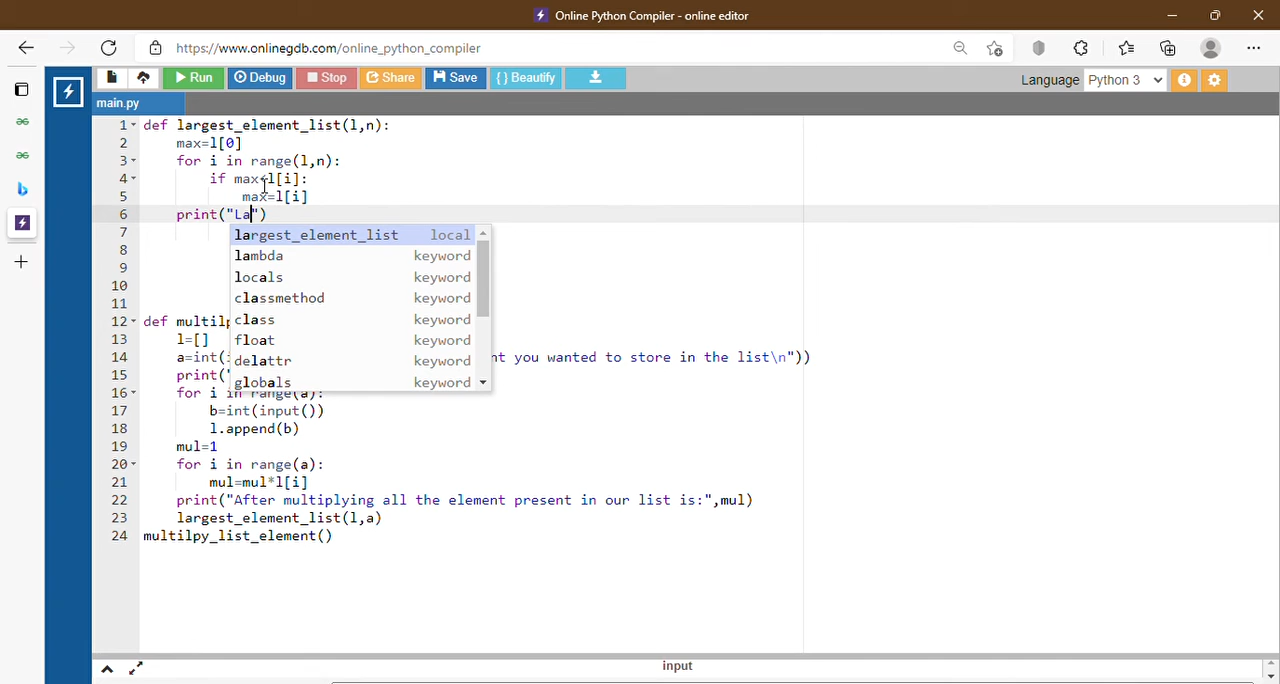 Online Python Compiler - online editor
https://www.onlinegdb.com/online_python_compiler
Run Debug Stop Share Save {} Beautify
Language Python 3
main.py
1 def largest_element_list(l,n):
2 max=l[0]
3 for i in range(1,n):
4 if max<l[i]:
5 max=l[i]
6 print("La")
7 largest_element_list local
8 lambda keyword
9 locals keyword
10 classmethod keyword
11 class keyword
12 def multilp
float keyword
13 l=[]
14 a=int( delattr keyword nt you wanted to store in the list\n"))
15 print(" globals keyword
16 for i in range(a):
17 b=int(input())
18 l.append(b)
19 mul=1
20 for i in range(a):
21 mul=mul*l[i]
22 print("After multiplying all the element present in our list is:",mul)
23 largest_element_list(l,a)
24 multilpy_list_element()
input